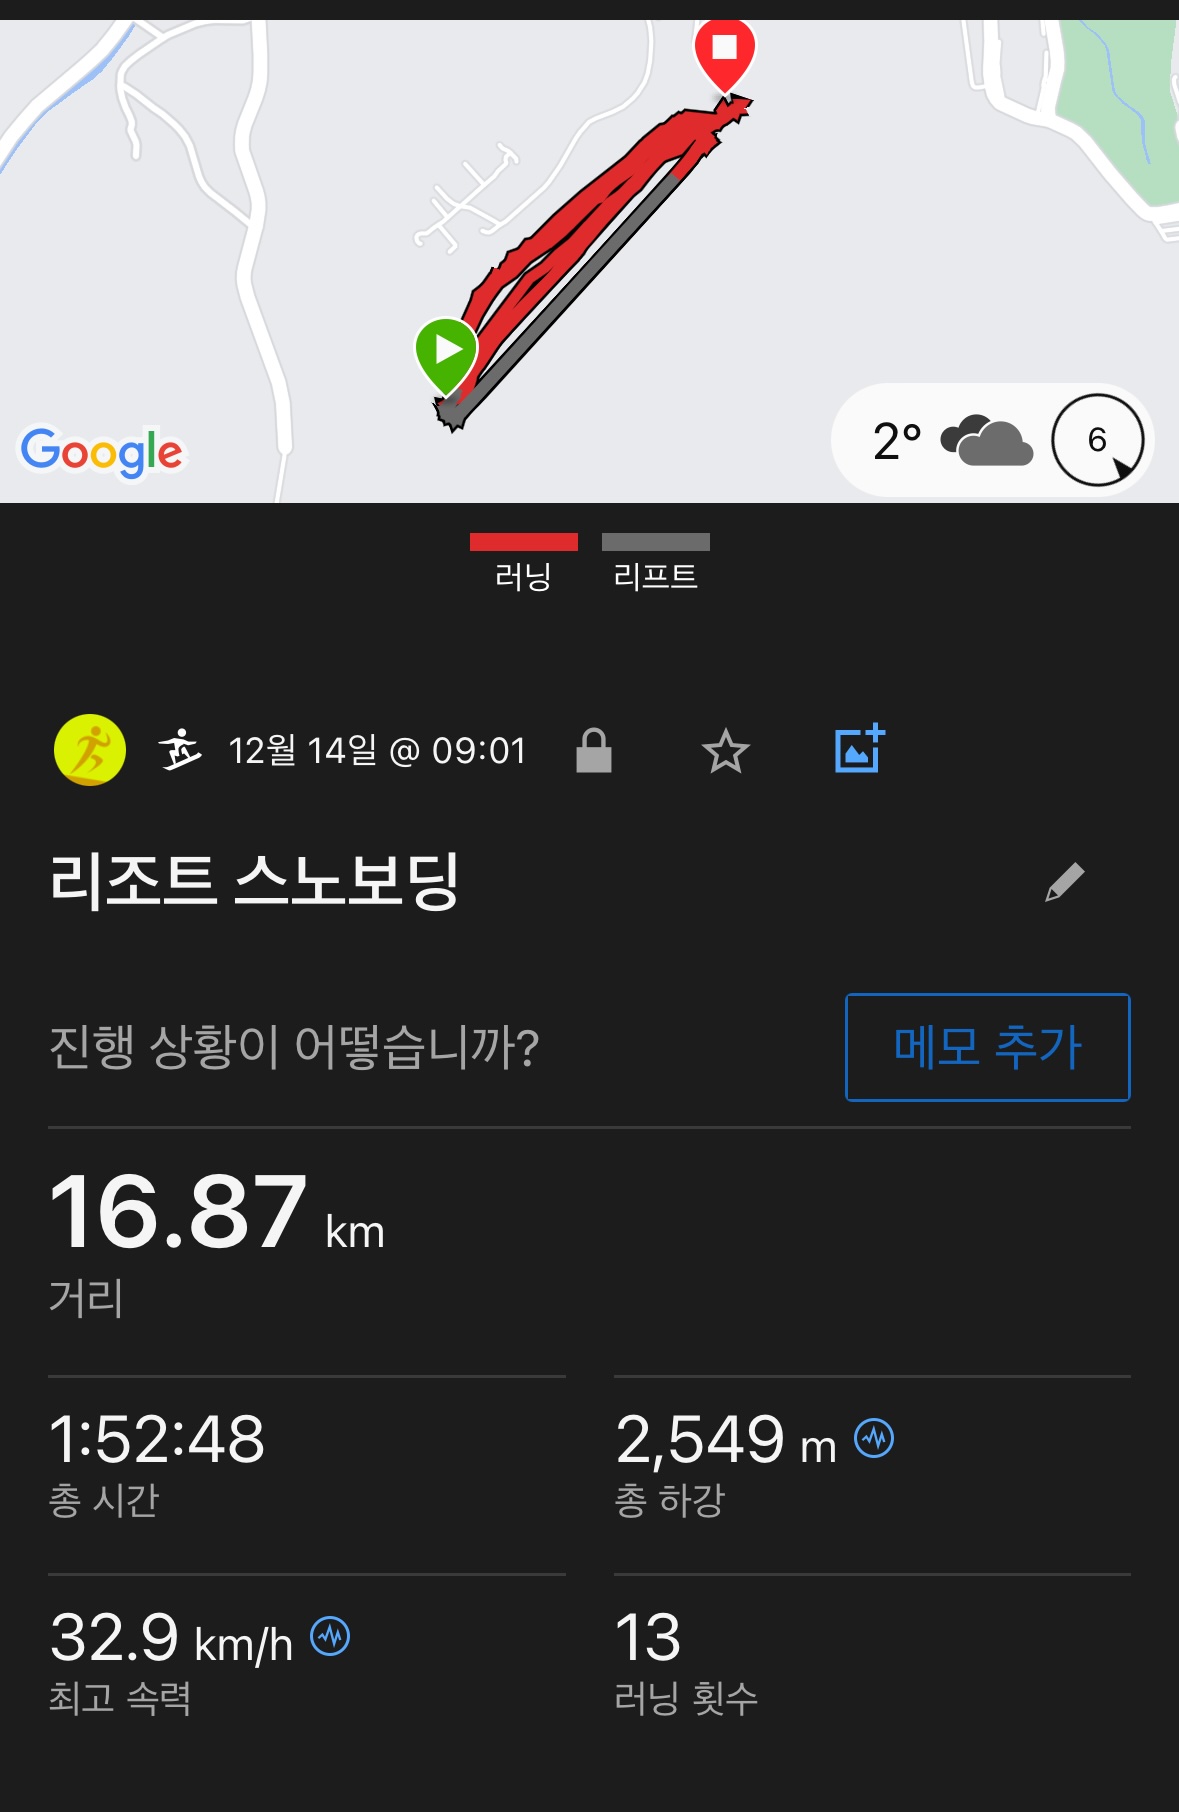 Google
2°
6
러닝 리프트
12월 14일 @ 09:01
리조트 스노보딩
진행 상황이 어떻습니까?
메모 추가
16.87 km
거리
1:52:48
총 시간
2,549 m
총 하강
32.9 km/h
최고 속력
13
러닝 횟수